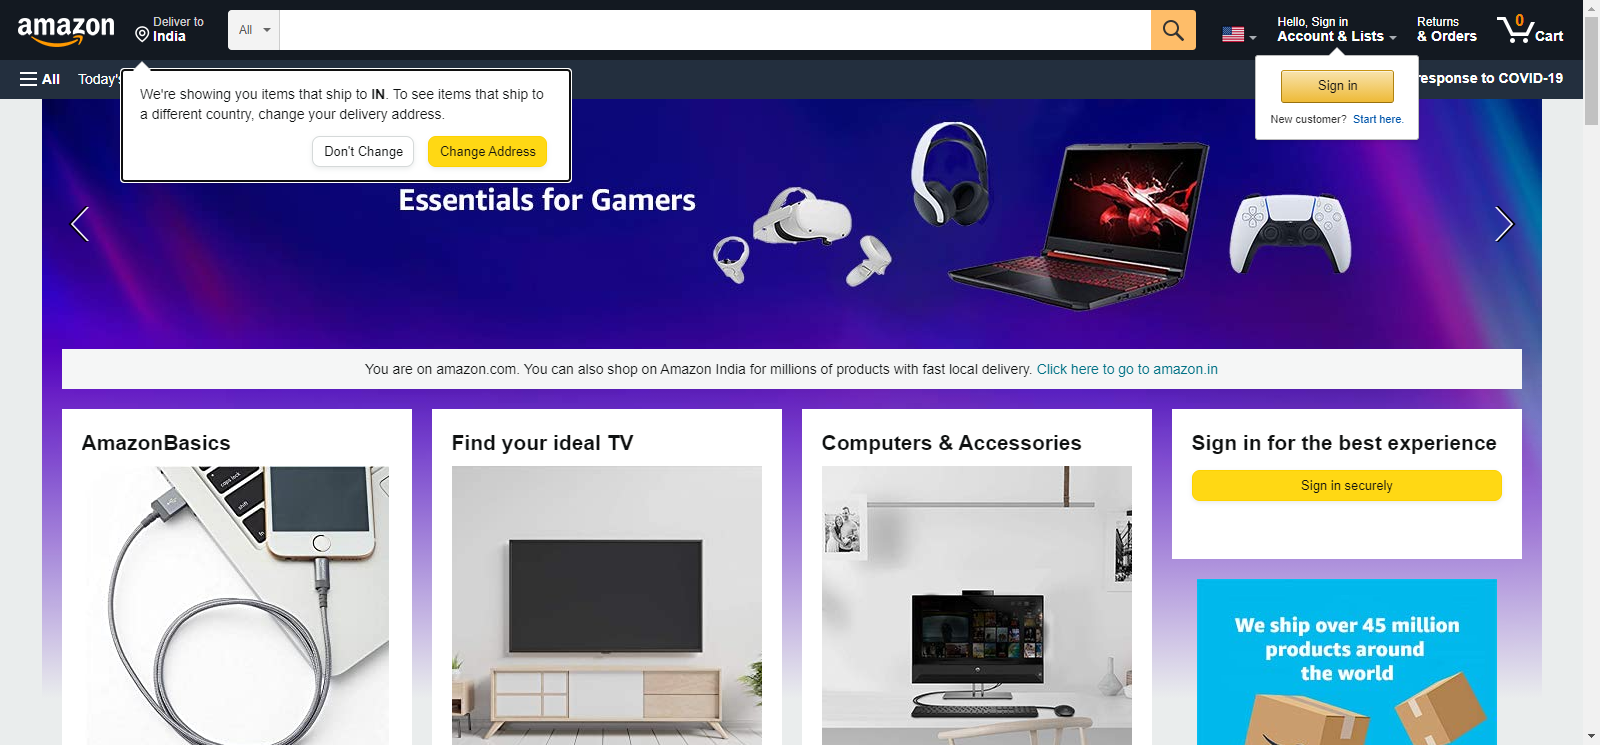 amazon
Deliver to
India
All
Hello, Sign in
Account & Lists
Returns
& Orders
0
Cart
All
Today's
response to COVID-19
We're showing you items that ship to IN. To see items that ship to
a different country, change your delivery address.
Don't Change
Change Address
Sign in
New customer? Start here.
Essentials for Gamers
You are on amazon.com. You can also shop on Amazon India for millions of products with fast local delivery. Click here to go to amazon.in
AmazonBasics
Find your ideal TV
Computers & Accessories
Sign in for the best experience
Sign in securely
caps lock
shift
We ship over 45 million
products around
the world